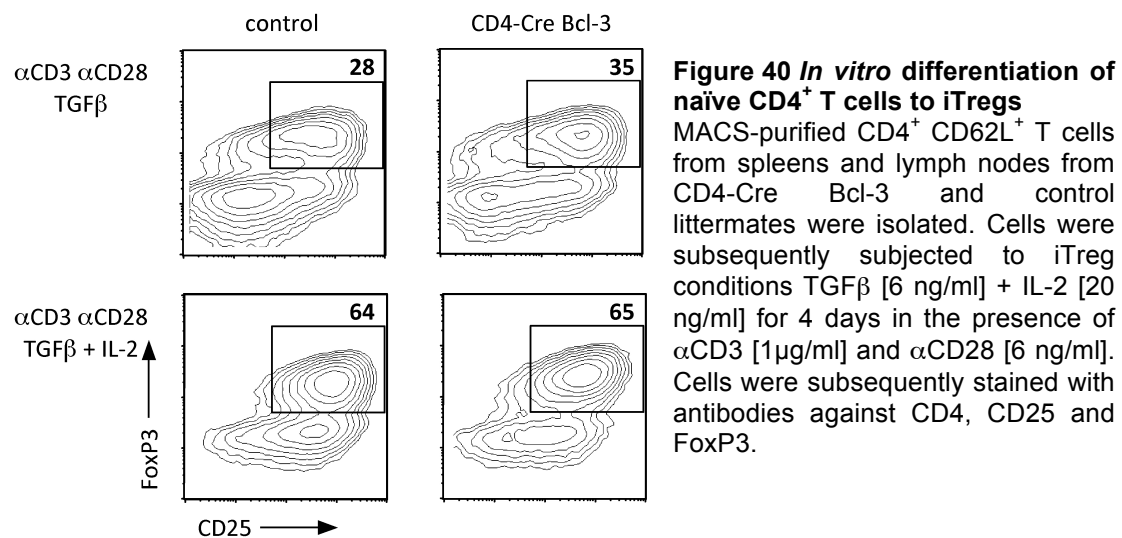 control
CD4-Cre Bcl-3
αCD3 αCD28
TGFβ
28
35
αCD3 αCD28
TGFβ + IL-2
64
65
FoxP3
CD25
Figure 40 In vitro differentiation of
naïve CD4⁺ T cells to iTregs
MACS-purified CD4⁺ CD62L⁺ T cells
from spleens and lymph nodes from
CD4-Cre Bcl-3 and control
littermates were isolated. Cells were
subsequently subjected to iTreg
conditions TGFβ [6 ng/ml] + IL-2 [20
ng/ml] for 4 days in the presence of
αCD3 [1µg/ml] and αCD28 [6 ng/ml].
Cells were subsequently stained with
antibodies against CD4, CD25 and
FoxP3.